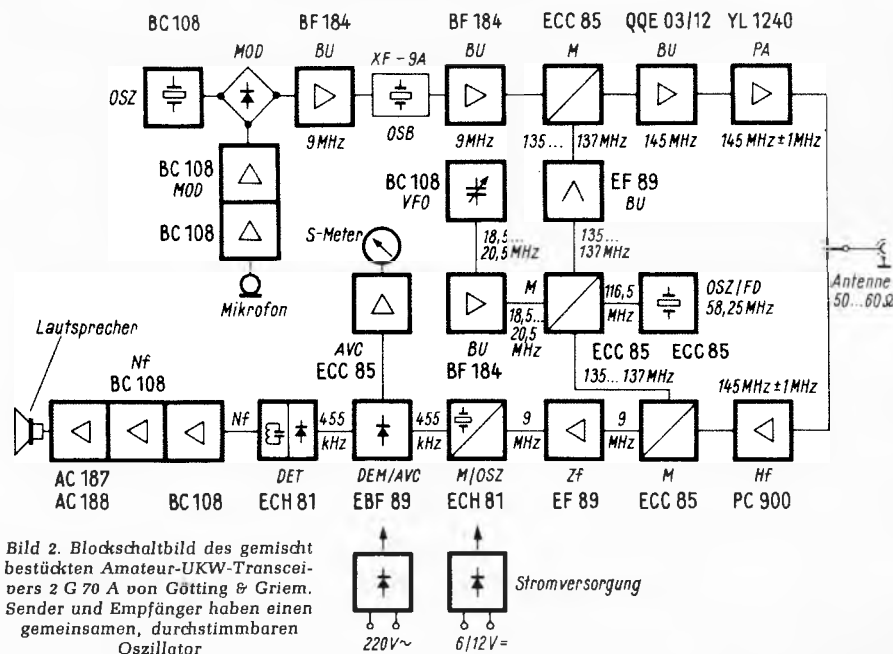 BC 108
BF 184
BF 184
ECC 85
QQE 03/12
YL 1240
MOD
BU
XF - 9A
BU
M
BU
PA
OSZ
9 MHz
OSB
9 MHz
135... 137 MHz
145 MHz
145 MHz ± 1 MHz
BC 108
MOD
BC 108
VFO
EF 89
BU
BC 108
S-Meter
18,5...
20,5 MHz
135...
137 MHz
Mikrofon
Antenne
50...60 Ω
M
116,5
MHz
OSZ / FD
58,25 MHz
18,5...
20,5
MHz
Lautsprecher
AVC
ECC 85
BU
BF 184
ECC 85
ECC 85
Nf
BC 108
135... 137 MHz
145 MHz ± 1 MHz
Nf
455
kHz
455
kHz
9
MHz
9
MHz
AC 187
AC 188
BC 108
DET
ECH 81
DEM/AVC
EBF 89
M/OSZ
ECH 81
Zf
EF 89
M
ECC 85
Hf
PC 900
Bild 2. Blockschaltbild des gemischt
bestückten Amateur-UKW-Transcei-
vers 2 G 70 A von Götting & Griem.
Sender und Empfänger haben einen
gemeinsamen, durchstimmbaren
Oszillator
Stromversorgung
220V~
6/12V=